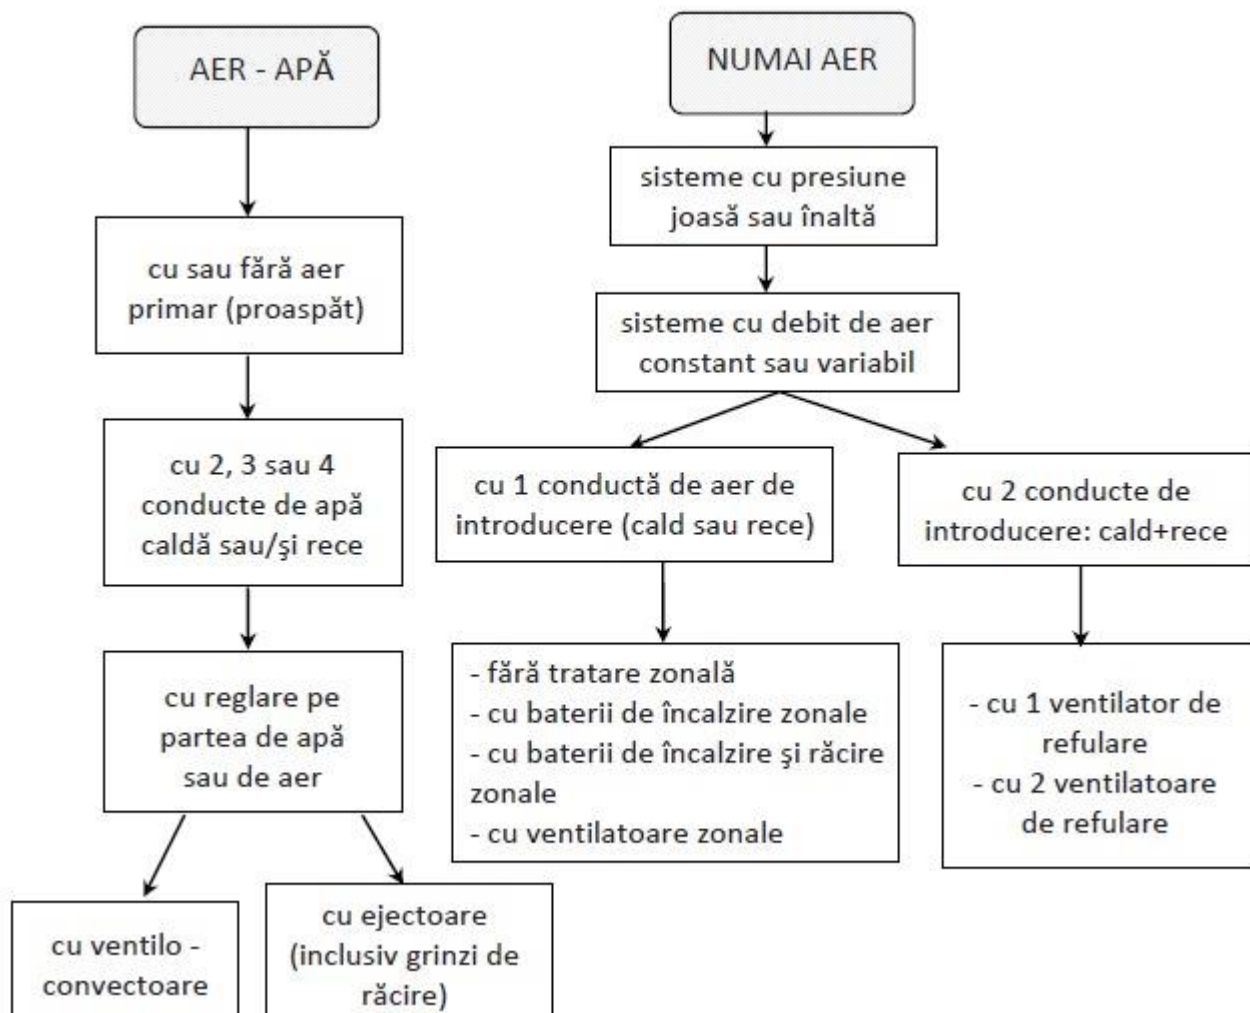 AER - APĂ
cu sau fără aer
primar (proaspăt)
cu 2, 3 sau 4
conducte de apă
caldă sau/şi rece
cu reglare pe
partea de apă
sau de aer
cu ventilo -
convectoare
cu ejectoare
(inclusiv grinzi de
răcire)
NUMAI AER
sisteme cu presiune
joasă sau înaltă
sisteme cu debit de aer
constant sau variabil
cu 1 conductă de aer de
introducere (cald sau rece)
- fără tratare zonală
- cu baterii de încalzire zonale
- cu baterii de încalzire şi răcire
zonale
- cu ventilatoare zonale
cu 2 conducte de
introducere: cald+rece
- cu 1 ventilator de
refulare
- cu 2 ventilatoare
de refulare